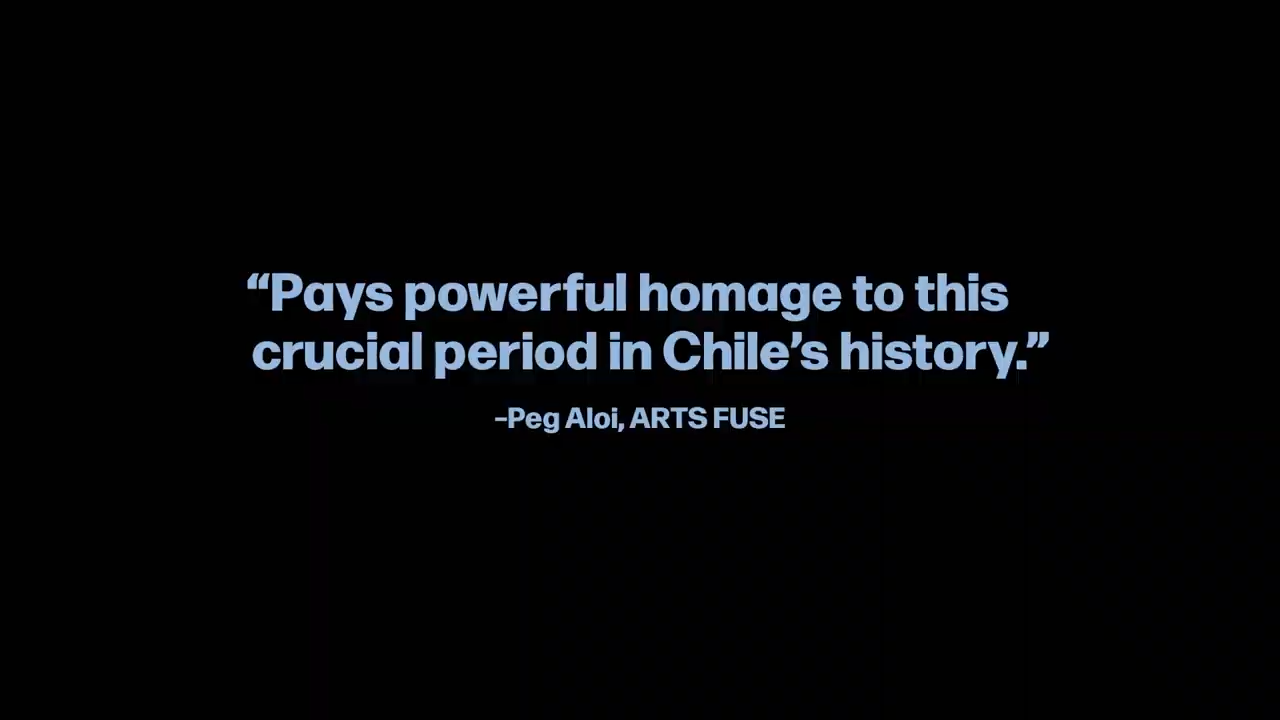 “Pays powerful homage to this
crucial period in Chile’s history.”
–Peg Aloi, ARTS FUSE